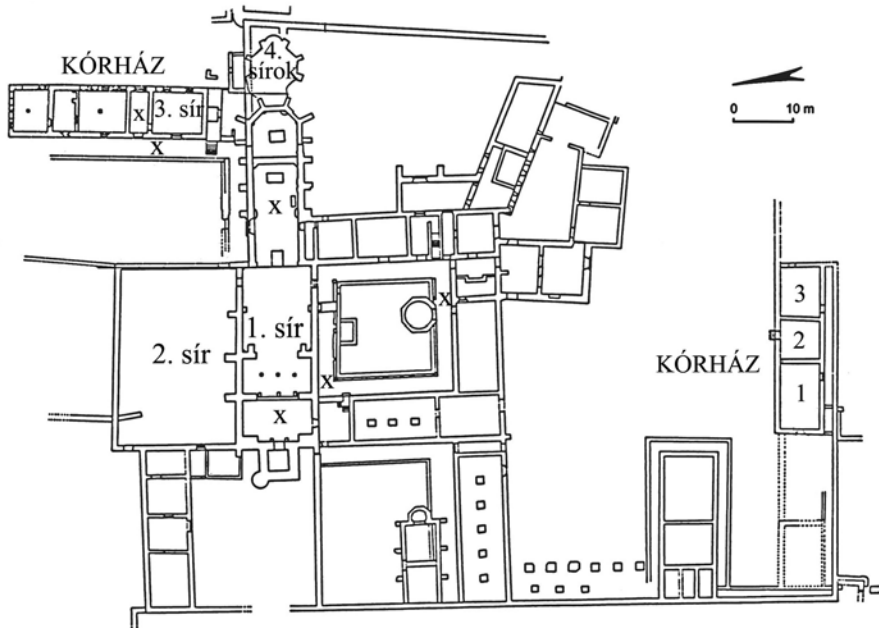 4.
sírok
KÓRHÁZ
x
3. sír
x
0 10 m
x
x
1. sír
2. sír
x
x
KÓRHÁZ
3
2
1